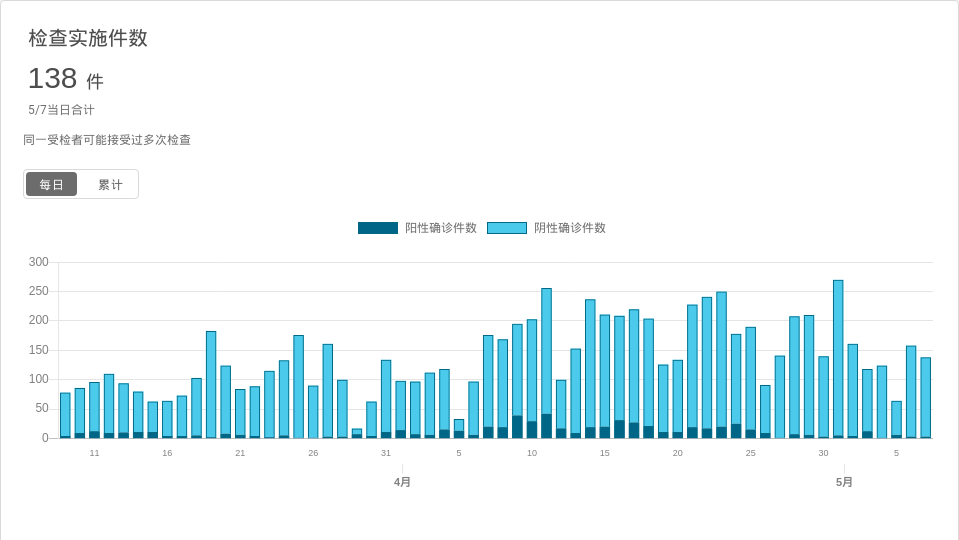 检查实施件数
138 件
5/7当日合计
同一受检者可能接受过多次检查
每日 累计
阳性确诊件数 阴性确诊件数
300
250
200
150
100
50
0
11 16 21 26 31 5 10 15 20 25 30 5
4月 5月